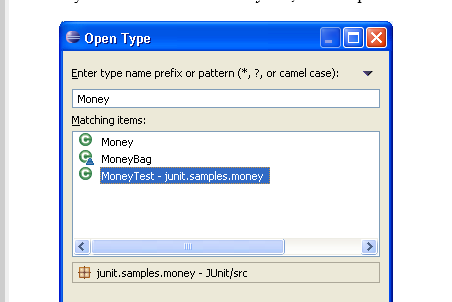 Open Type
Enter type name prefix or pattern (*, ?, or camel case):
Money
Matching items:
Money
MoneyBag
MoneyTest - junit.samples.money
junit.samples.money - JUnit/src